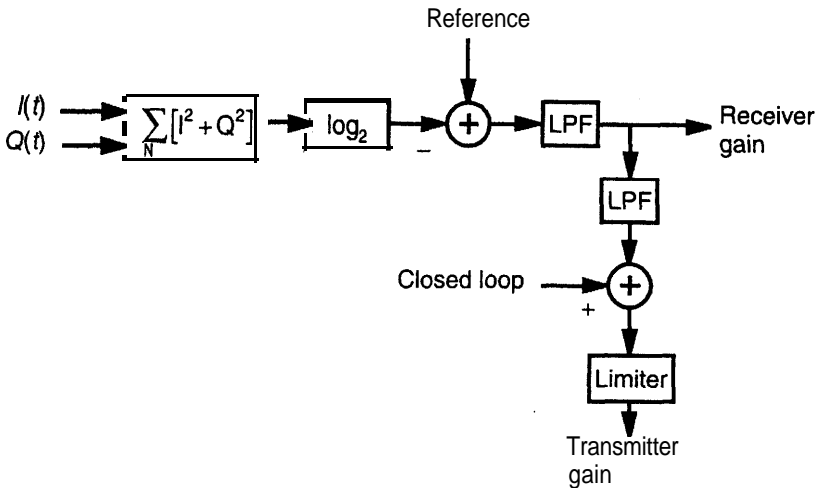 Reference
I(t)
Q(t)
∑ [I² + Q²]
N
log₂
−
+
LPF
Receiver
gain
LPF
Closed loop
+
+
Limiter
Transmitter
gain